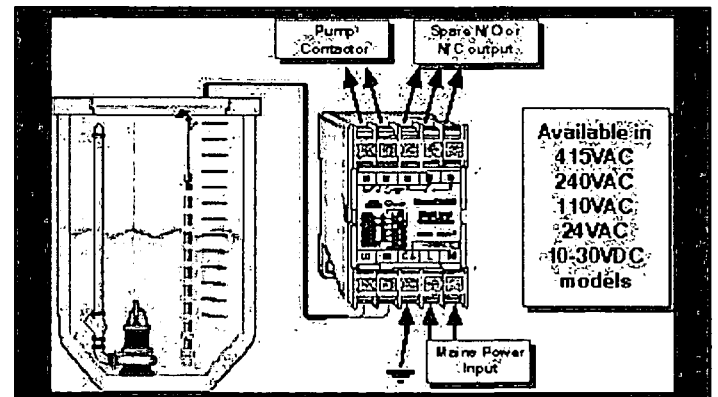 Pump
Contactor
Spare N/O or
N/C output
Available in
415VAC
240VAC
110VAC
24VAC
10-30VDC
models
L
Mains Power
Input